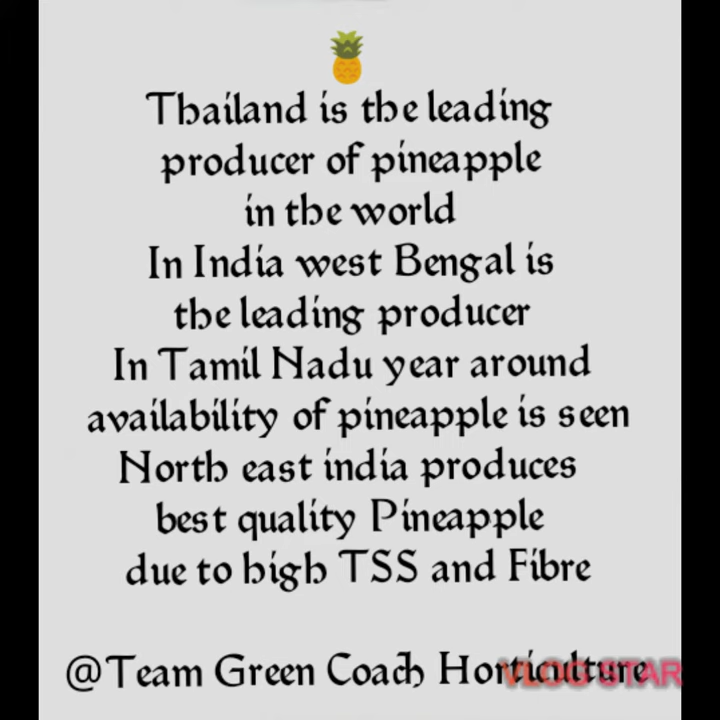 Thailand is the leading
producer of pineapple
in the world
In India west Bengal is
the leading producer
In Tamil Nadu year around
availability of pineapple is seen
North east india produces
best quality Pineapple
due to high TSS and Fibre
@Team Green Coach Horticulture
VLOG STAR